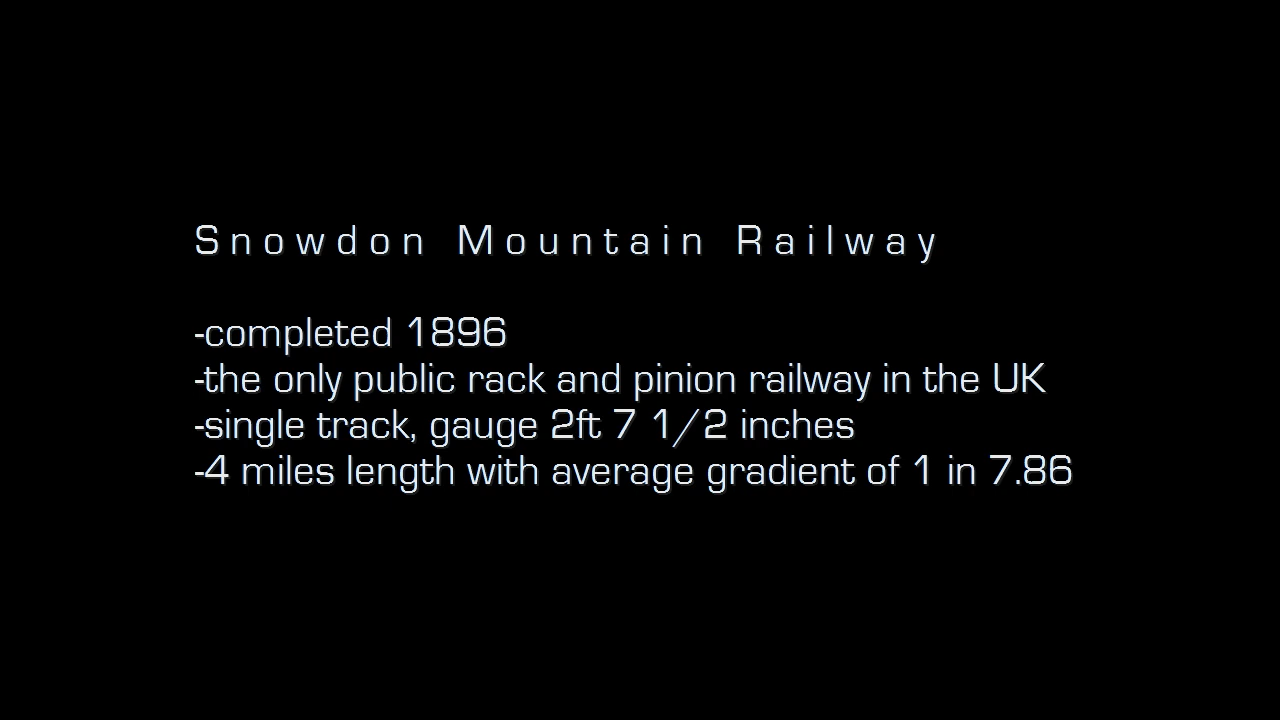 Snowdon Mountain Railway
-completed 1896
-the only public rack and pinion railway in the UK
-single track, gauge 2ft 7 1/2 inches
-4 miles length with average gradient of 1 in 7.86